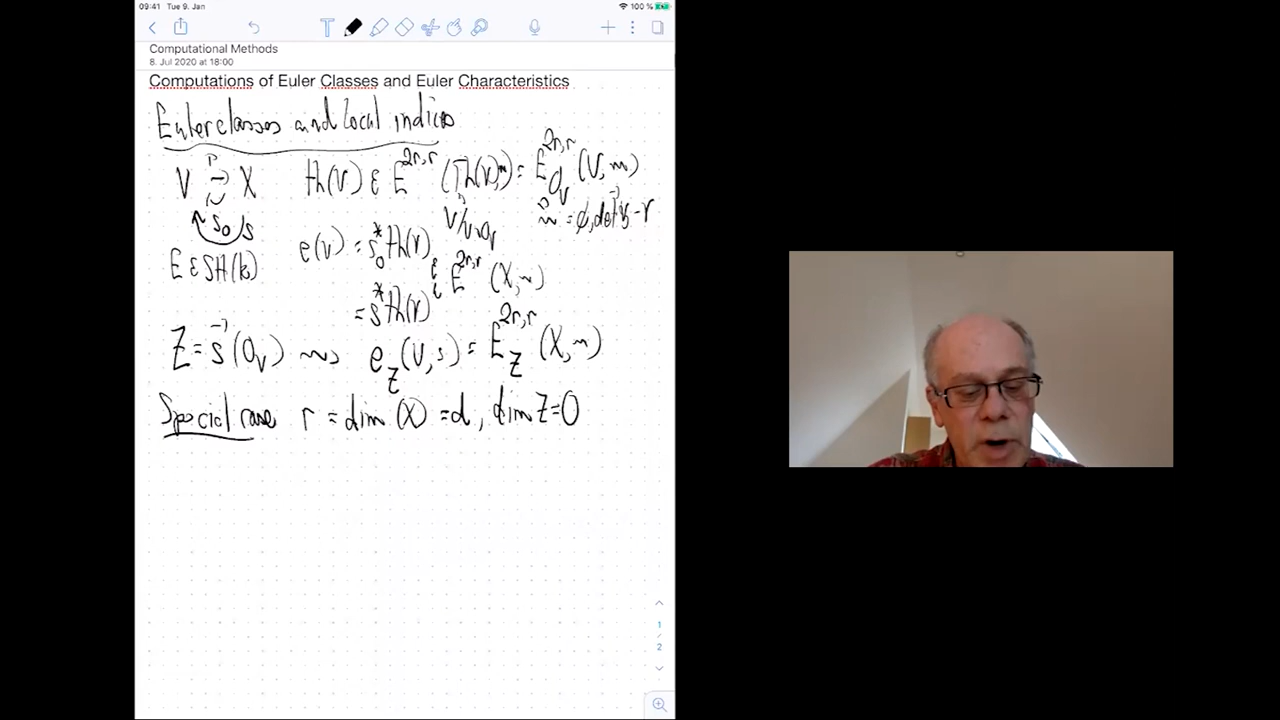 09:41 Tue 9. Jan 100 %
Computational Methods
8. Jul 2020 at 18:00
Computations of Euler Classes and Euler Characteristics
Euler classes and local indices
V →^p X th(V) ∈ E^{2r,r}(Th(V), ) = E^{2r,r}_{0_V}(V, )
s_0 / s V/V-0_V = ϕ, det^{-1}V, -r
E ∈ SH(k) e(V) = s_0^* th(V) ∈ E^{2r,r}(X, )
= s^* th(V)
Z = s^{-1}(0_V) ⇝ e_Z(V,s) = E^{2r,r}_Z(X, )
Special case r = dim(X) = d, dim Z = 0
1
2